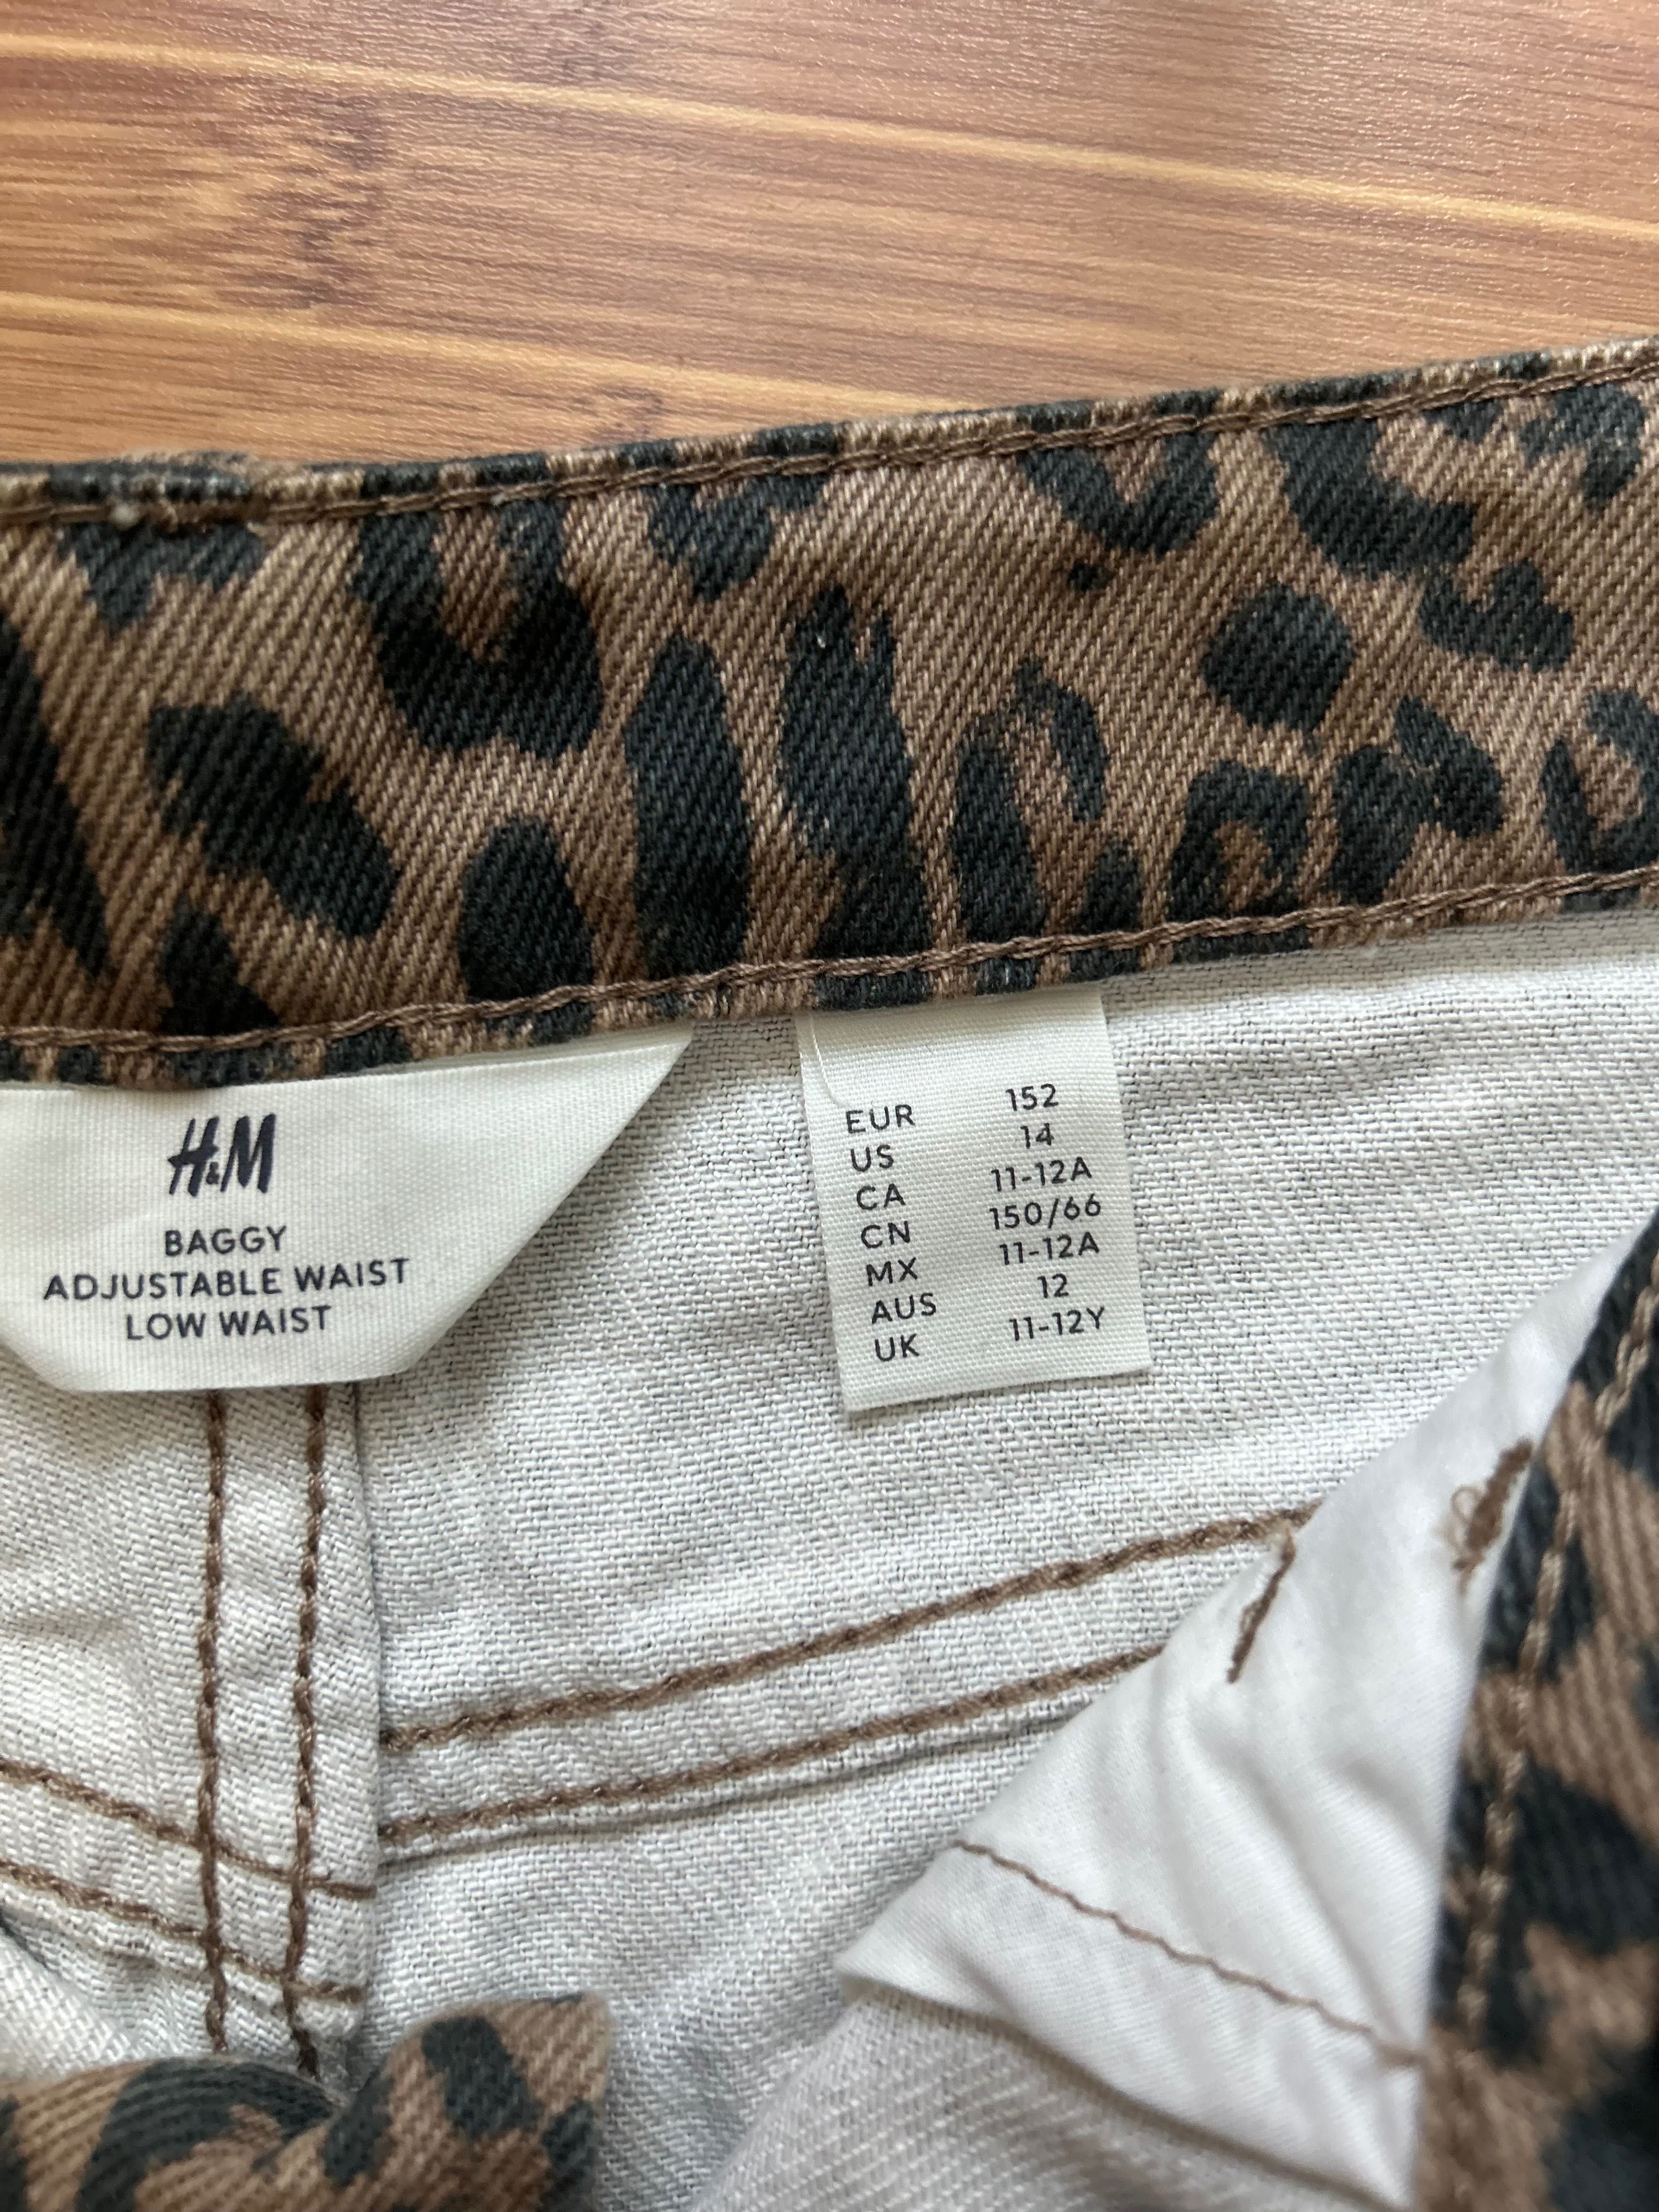 H&M
BAGGY
ADJUSTABLE WAIST
LOW WAIST
EUR 152
US 14
CA 11-12A
CN 150/66
MX 11-12A
AUS 12
UK 11-12Y